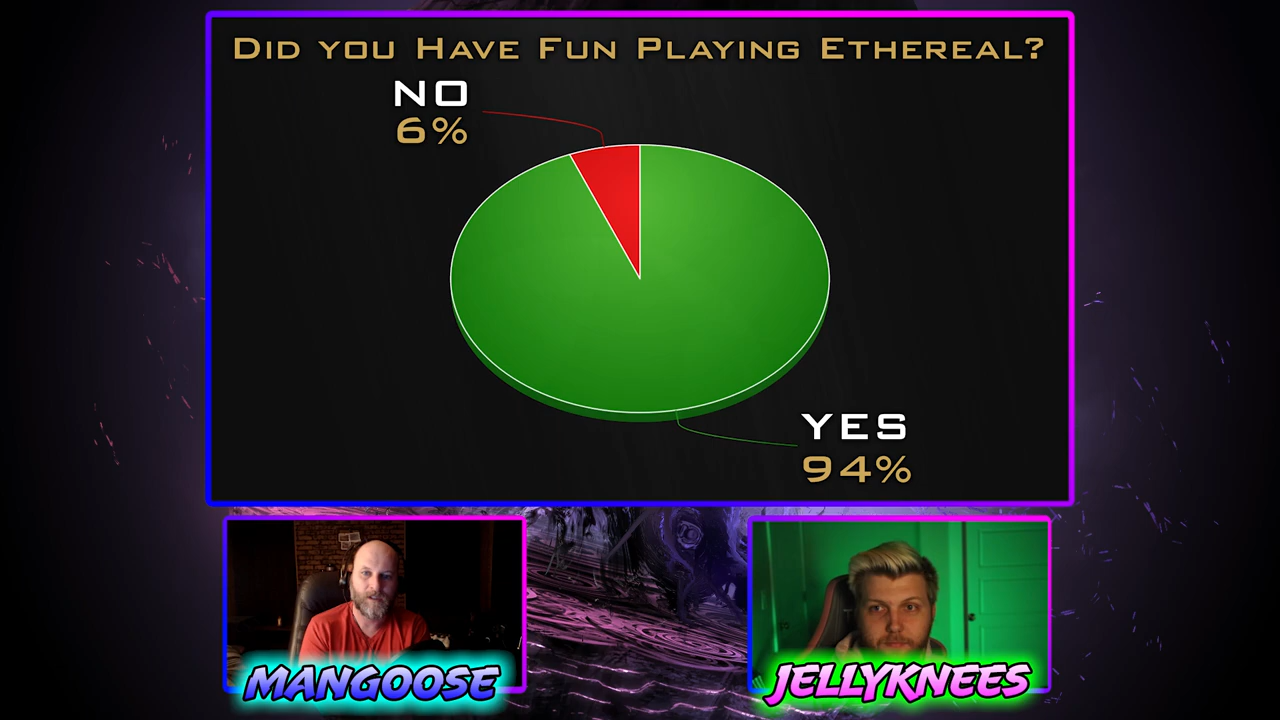 Did you Have Fun Playing Ethereal?
NO
6%
YES
94%
MANGOOSE
JELLYKNEES